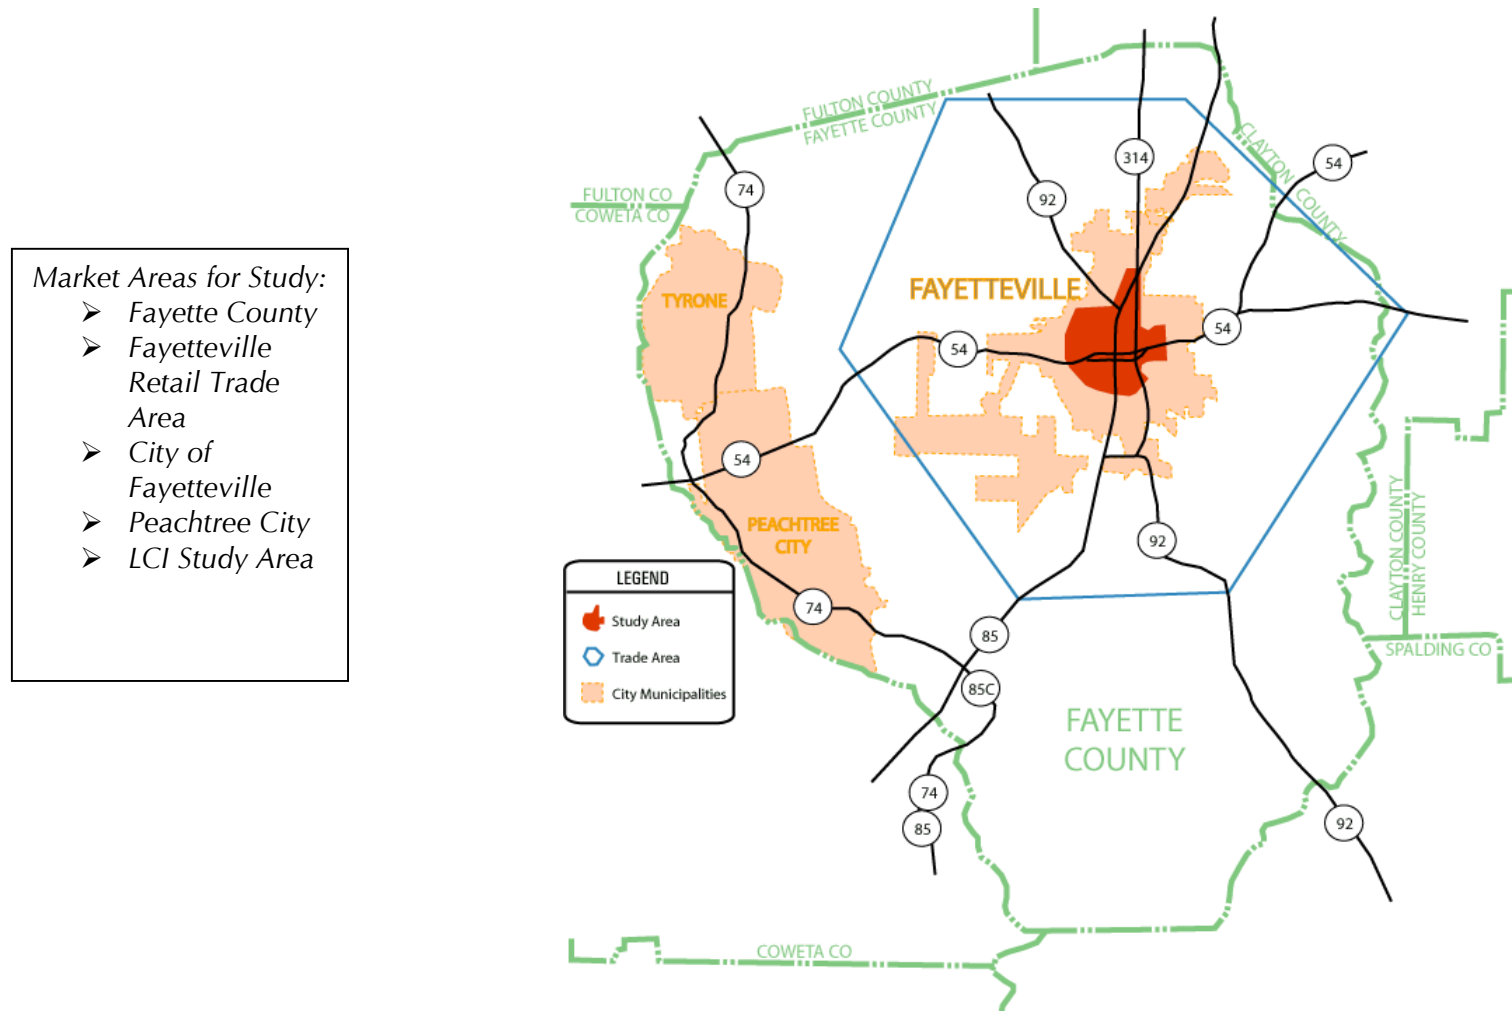 Market Areas for Study:
➢ Fayette County
➢ Fayetteville
Retail Trade
Area
➢ City of
Fayetteville
➢ Peachtree City
➢ LCI Study Area
FULTON COUNTY
FAYETTE COUNTY
CLAYTON COUNTY
FULTON CO
COWETA CO
74
92
314
54
TYRONE
FAYETTEVILLE
54
54
54
PEACHTREE
CITY
92
74
85
85C
74
85
92
LEGEND
Study Area
Trade Area
City Municipalities
CLAYTON COUNTY
HENRY COUNTY
SPALDING CO
FAYETTE
COUNTY
COWETA CO